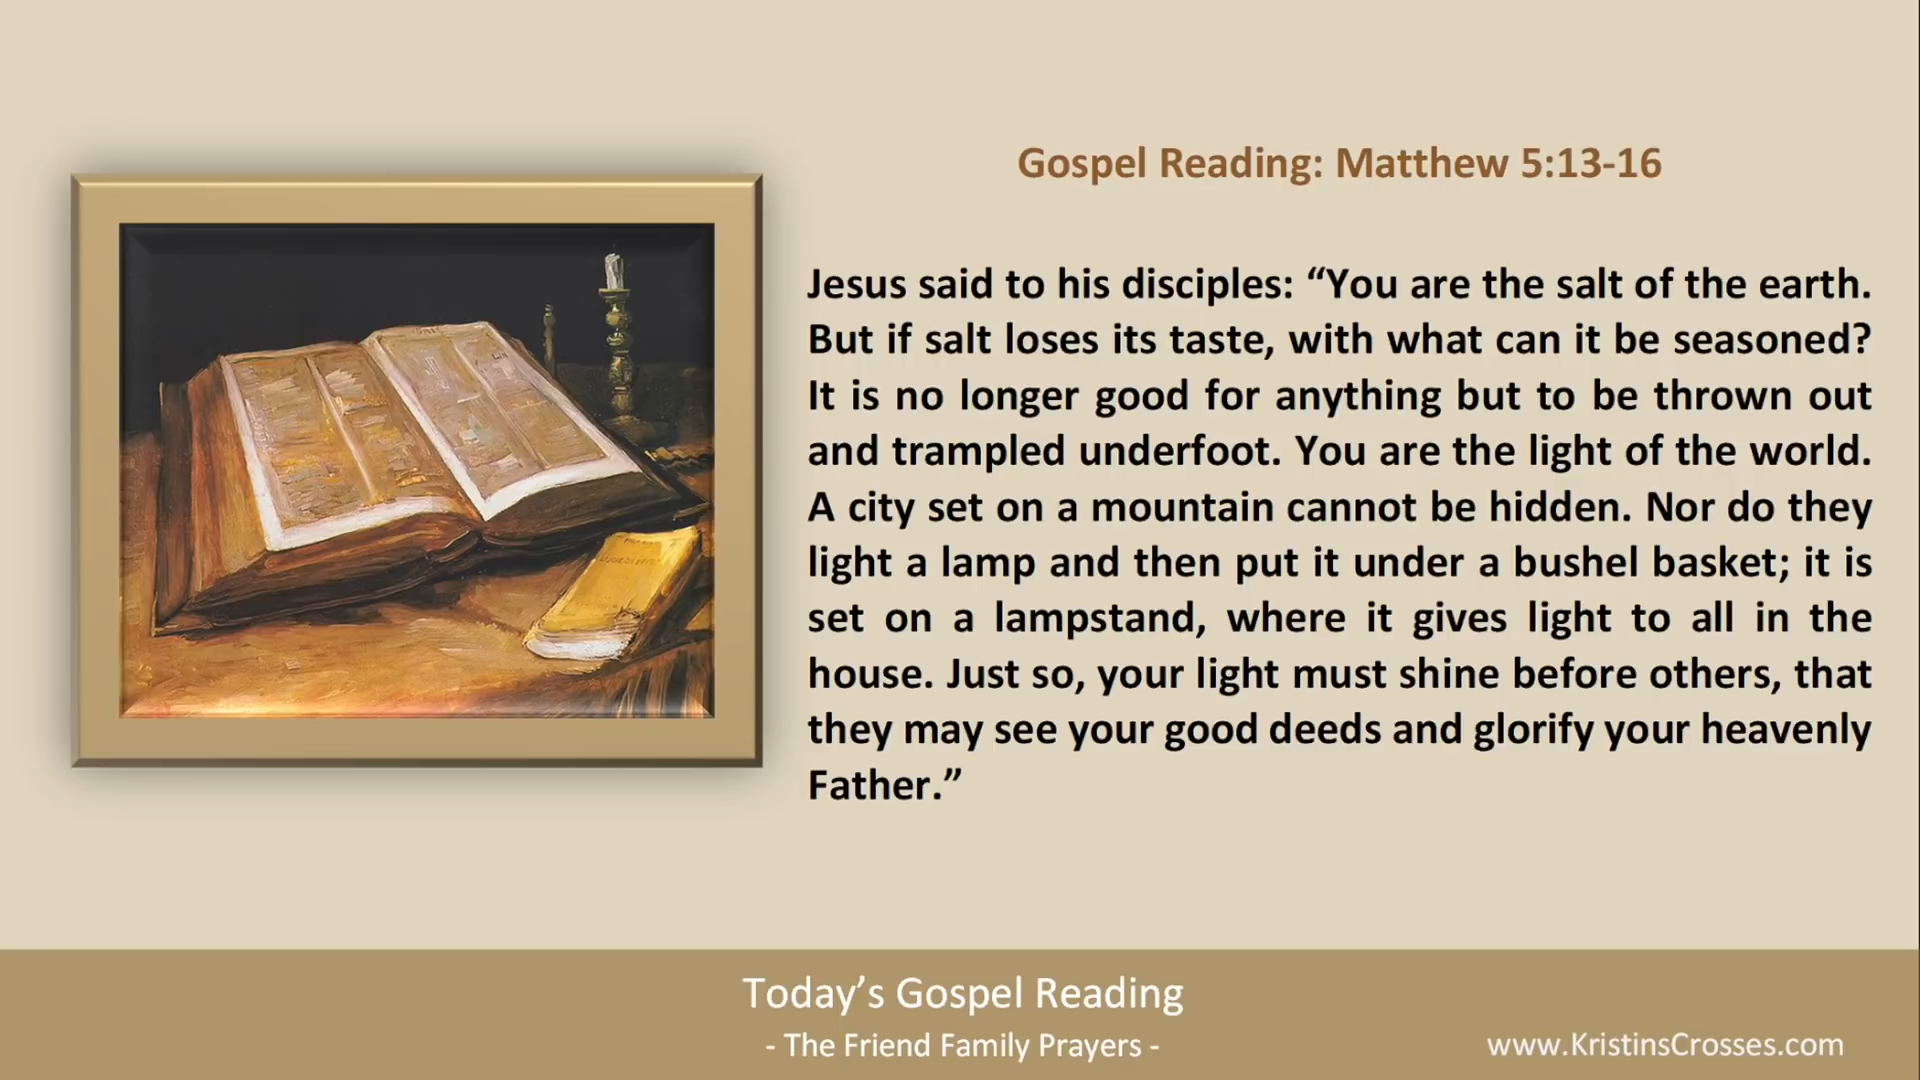 Gospel Reading: Matthew 5:13-16
Jesus said to his disciples: “You are the salt of the earth.
But if salt loses its taste, with what can it be seasoned?
It is no longer good for anything but to be thrown out
and trampled underfoot. You are the light of the world.
A city set on a mountain cannot be hidden. Nor do they
light a lamp and then put it under a bushel basket; it is
set on a lampstand, where it gives light to all in the
house. Just so, your light must shine before others, that
they may see your good deeds and glorify your heavenly
Father.”
Today’s Gospel Reading
- The Friend Family Prayers -
www.KristinsCrosses.com